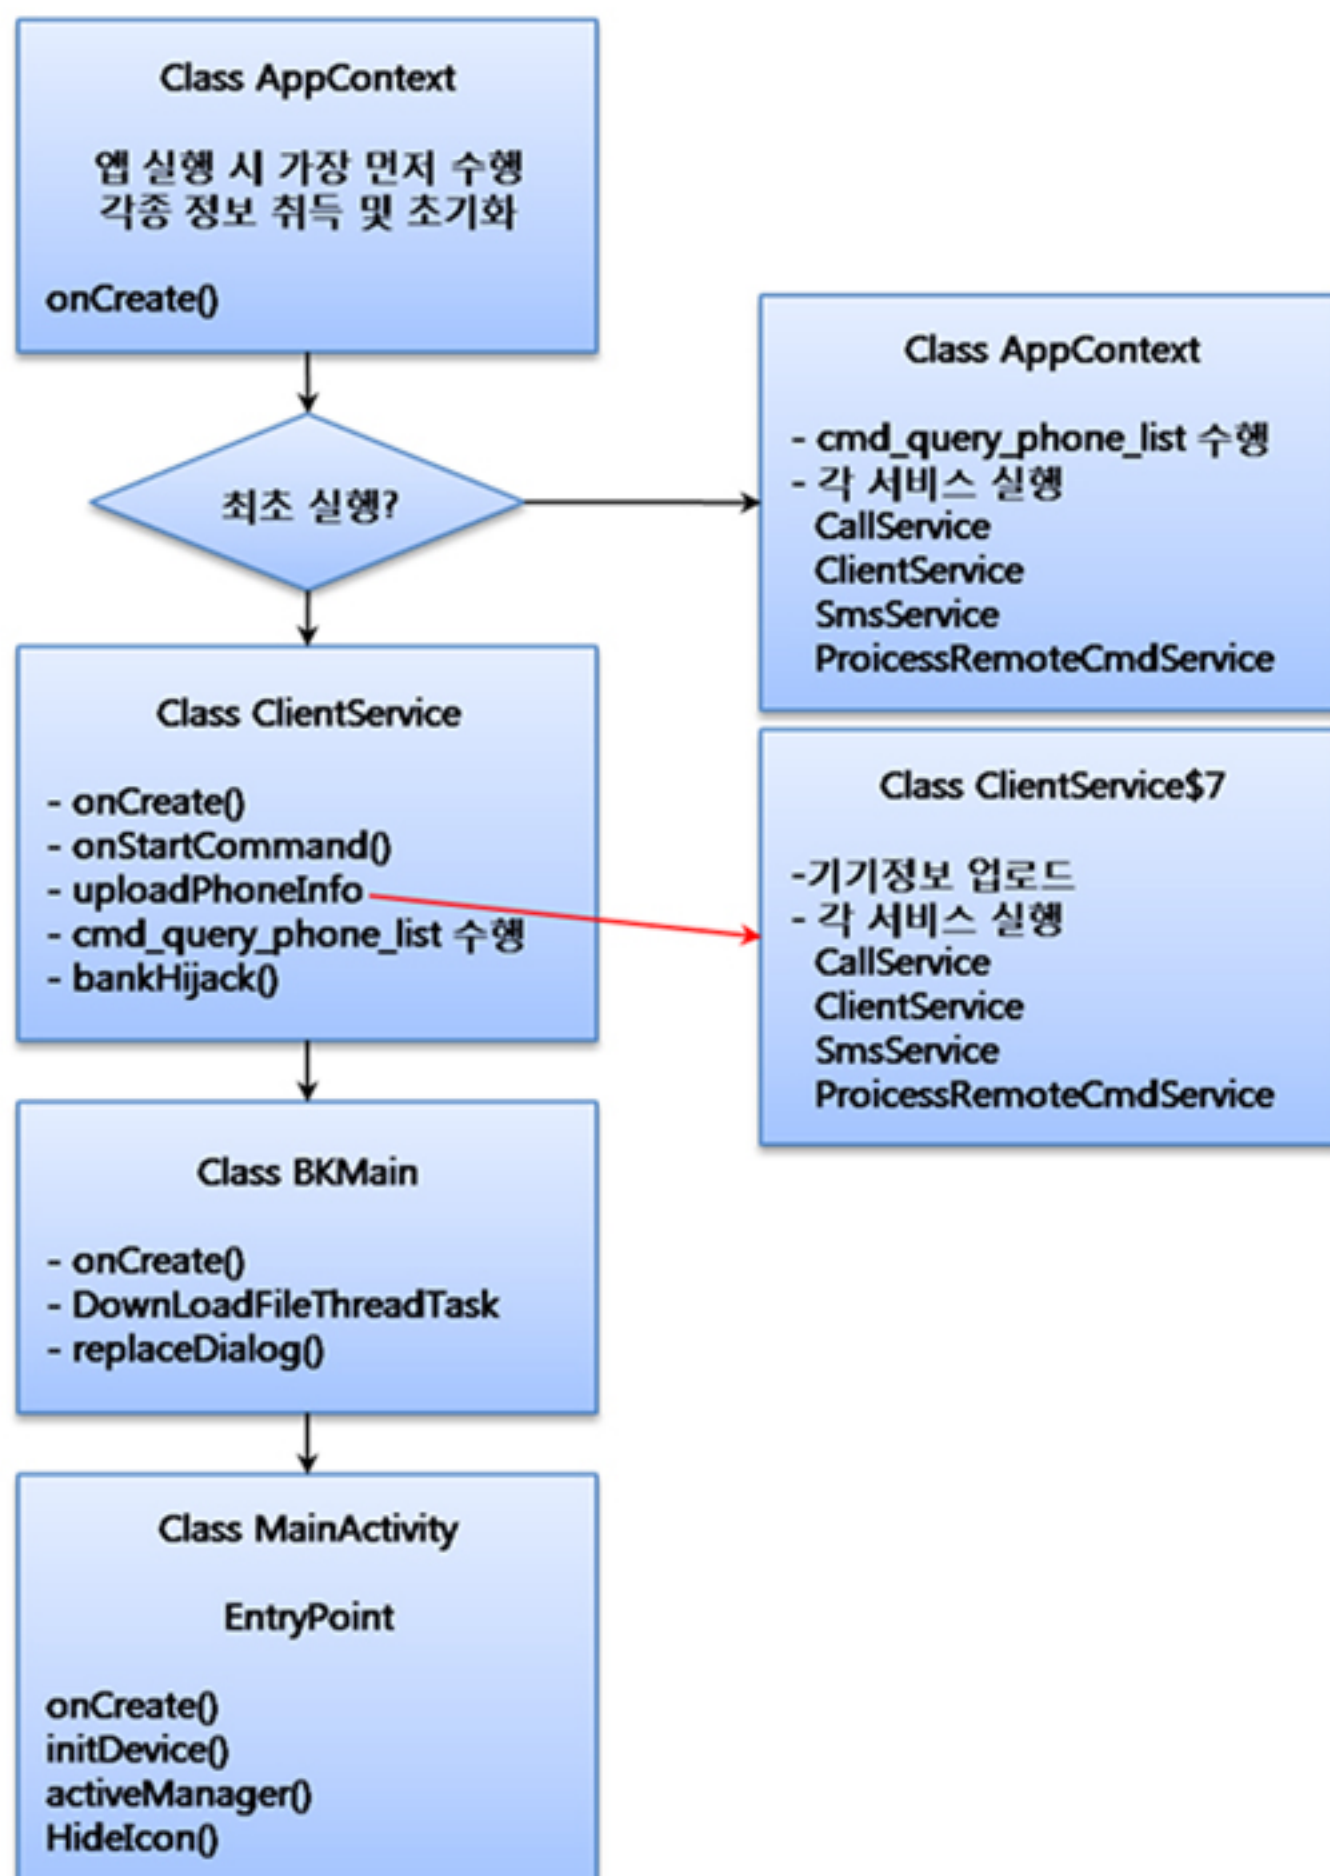 Class AppContext
앱 실행 시 가장 먼저 수행
각종 정보 취득 및 초기화
onCreate()
최초 실행?
Class AppContext
- cmd_query_phone_list 수행
- 각 서비스 실행
CallService
ClientService
SmsService
ProicessRemoteCmdService
Class ClientService
- onCreate()
- onStartCommand()
- uploadPhoneInfo
- cmd_query_phone_list 수행
- bankHijack()
Class ClientService$7
-기기정보 업로드
- 각 서비스 실행
CallService
ClientService
SmsService
ProicessRemoteCmdService
Class BKMain
- onCreate()
- DownLoadFileThreadTask
- replaceDialog()
Class MainActivity
EntryPoint
onCreate()
initDevice()
activeManager()
HideIcon()